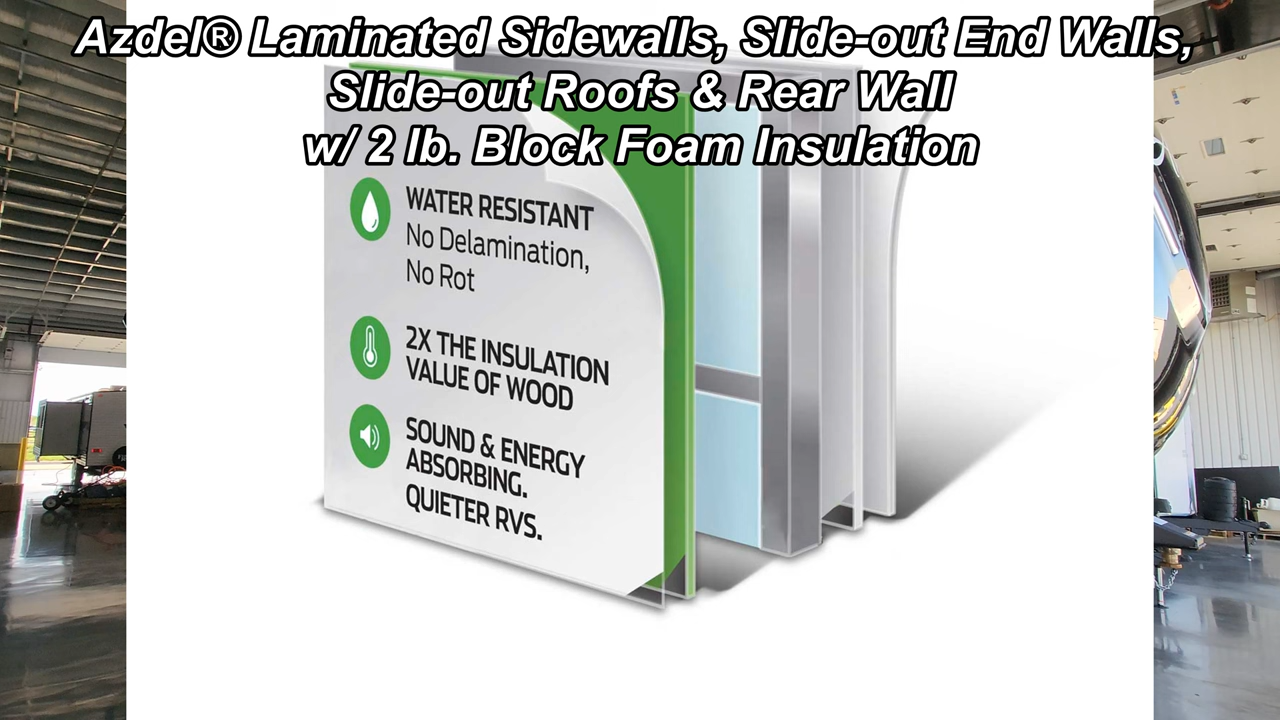 Azdel® Laminated Sidewalls, Slide-out End Walls,
Slide-out Roofs & Rear Wall
w/ 2 lb. Block Foam Insulation
WATER RESISTANT
No Delamination,
No Rot
2X THE INSULATION
VALUE OF WOOD
SOUND & ENERGY
ABSORBING.
QUIETER RVS.